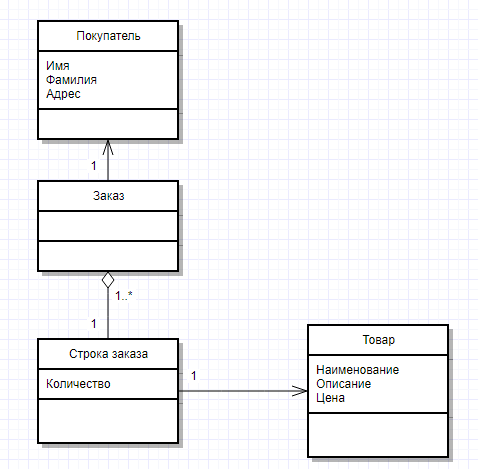 Покупатель
Имя
Фамилия
Адрес
1
Заказ
1..*
1
Строка заказа
Количество
1
Товар
Наименование
Описание
Цена